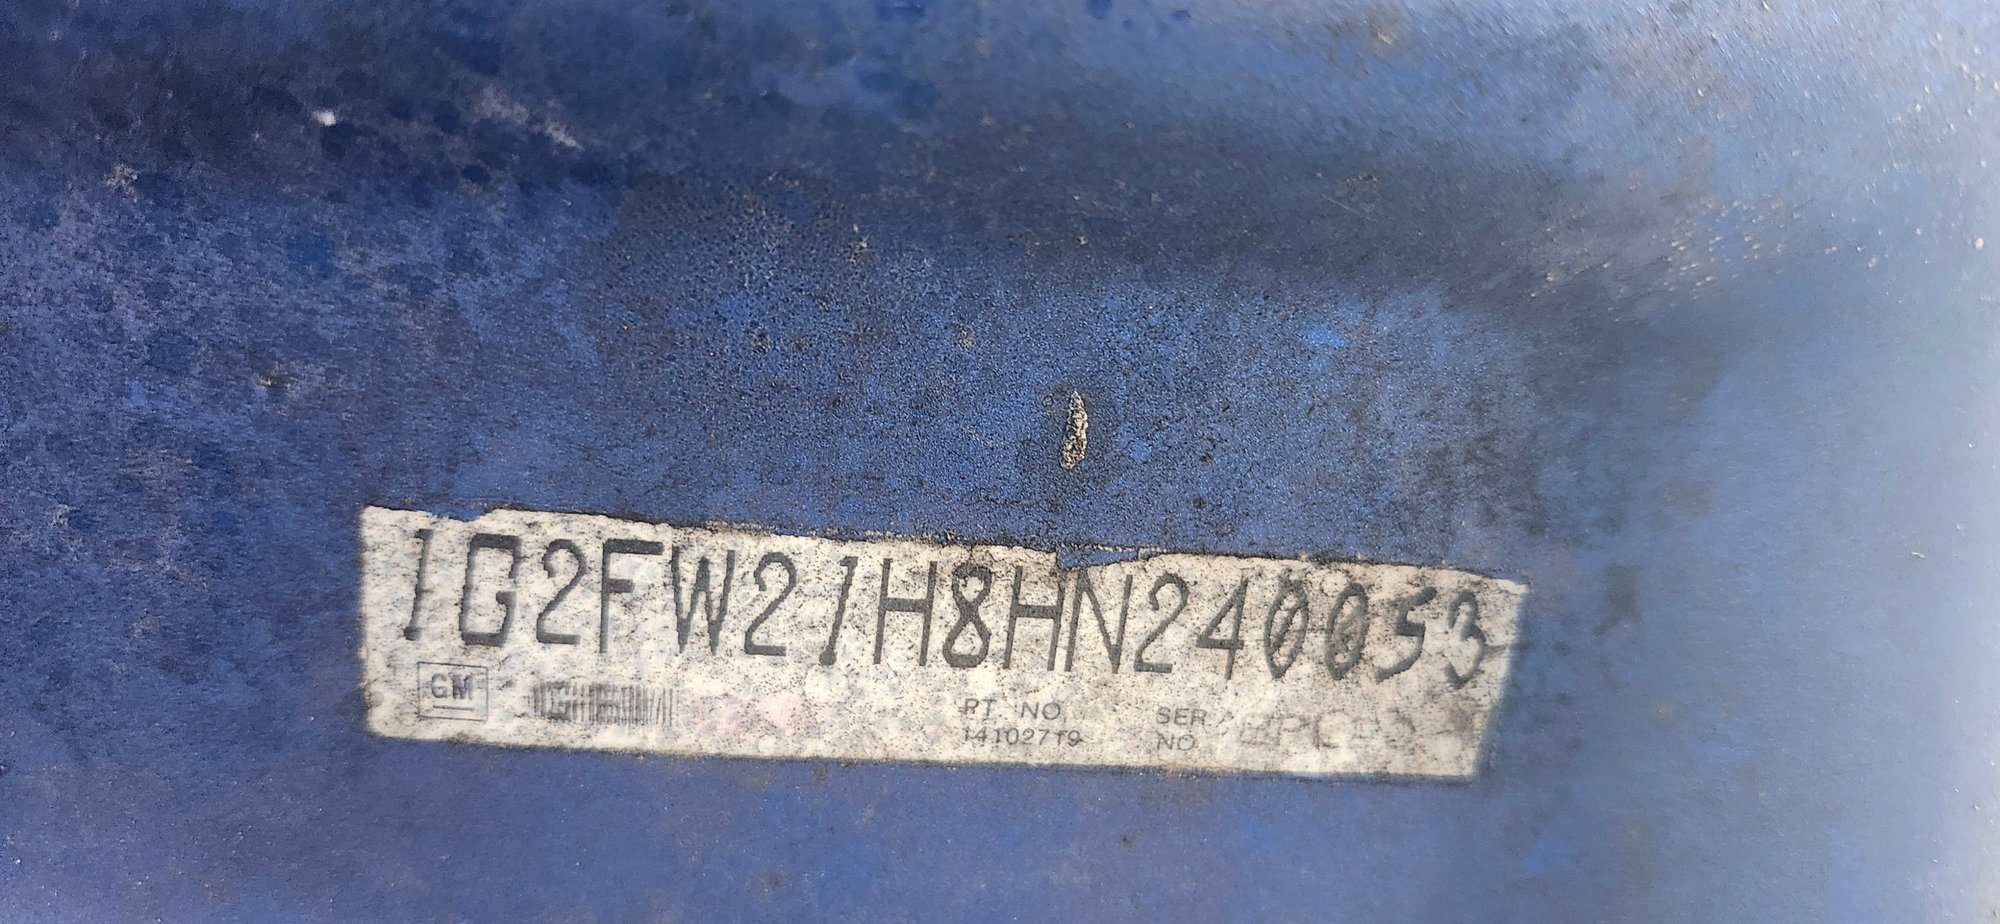 1G2FW21H8HN240053
GM
PT. NO.
14102719
SER
NO